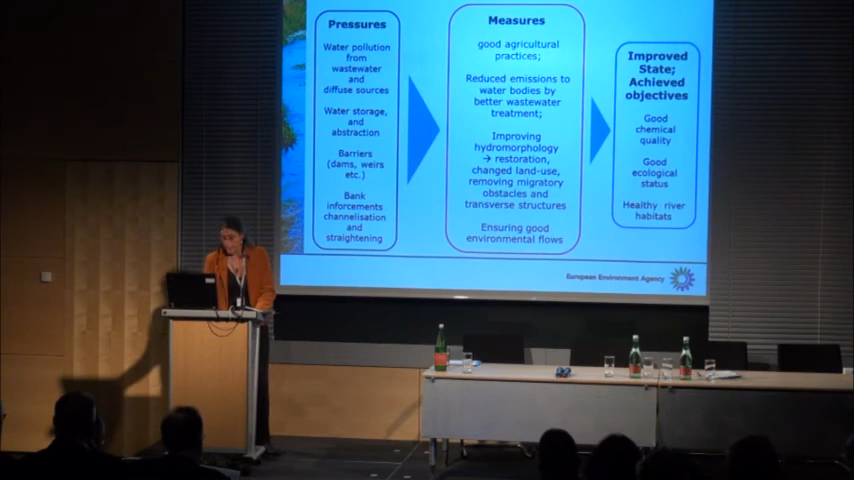 Pressures
Water pollution
from
wastewater
and
diffuse sources
Water storage,
and
abstraction
Barriers
(dams, weirs
etc.)
Bank
inforcements
channelisation
and
straightening
Measures
good agricultural
practices;
Reduced emissions to
water bodies by
better wastewater
treatment;
Improving
hydromorphology
→ restoration,
changed land-use,
removing migratory
obstacles and
transverse structures
Ensuring good
environmental flows
Improved
State;
Achieved
objectives
Good
chemical
quality
Good
ecological
status
Healthy river
habitats
European Environment Agency